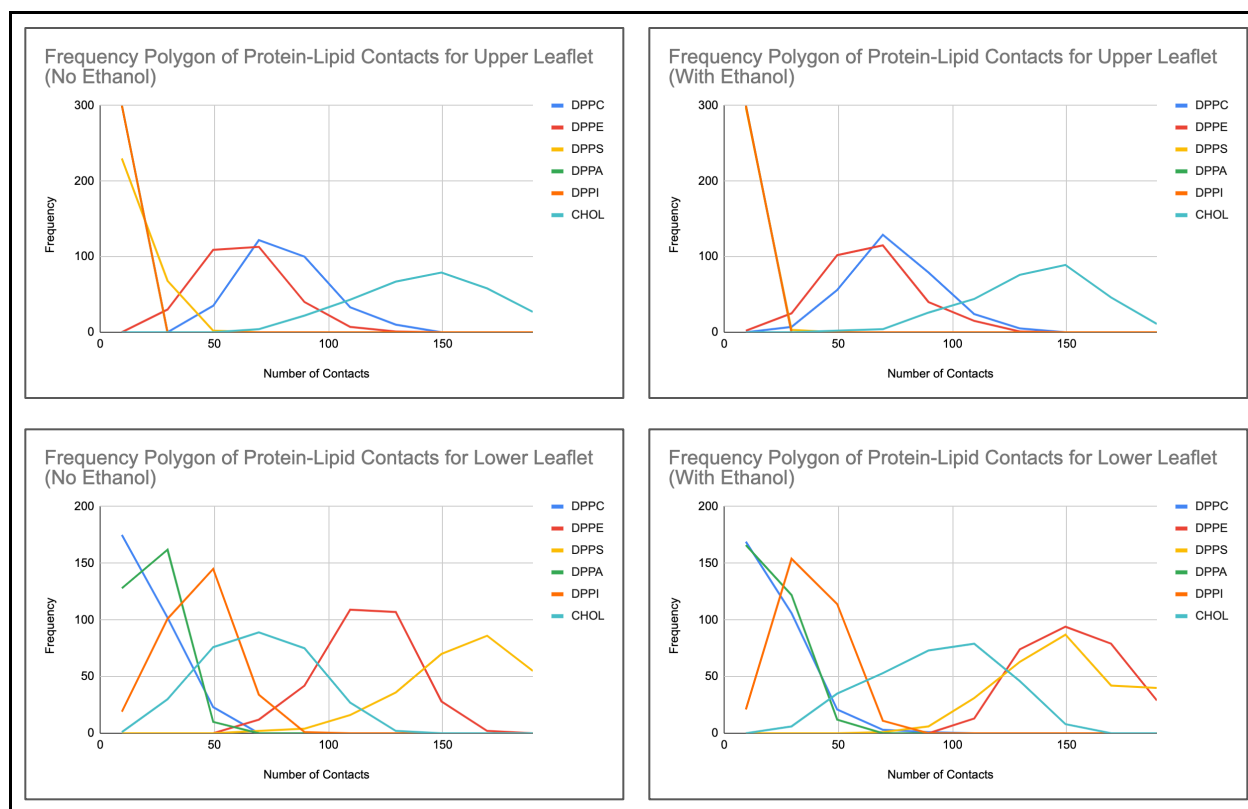 Frequency Polygon of Protein-Lipid Contacts for Upper Leaflet
(No Ethanol)
300
200
100
0
Frequency
0
50
100
150
Number of Contacts
DPPC
DPPE
DPPS
DPPA
DPPI
CHOL
Frequency Polygon of Protein-Lipid Contacts for Upper Leaflet
(With Ethanol)
300
200
100
0
Frequency
0
50
100
150
Number of Contacts
DPPC
DPPE
DPPS
DPPA
DPPI
CHOL
Frequency Polygon of Protein-Lipid Contacts for Lower Leaflet
(No Ethanol)
200
150
100
50
0
Frequency
0
50
100
150
Number of Contacts
DPPC
DPPE
DPPS
DPPA
DPPI
CHOL
Frequency Polygon of Protein-Lipid Contacts for Lower Leaflet
(With Ethanol)
200
150
100
50
0
Frequency
0
50
100
150
Number of Contacts
DPPC
DPPE
DPPS
DPPA
DPPI
CHOL